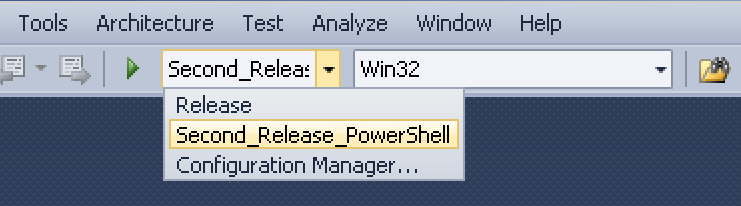 Tools Architecture Test Analyze Window Help
Second_Releas Win32
Release
Second_Release_PowerShell
Configuration Manager...